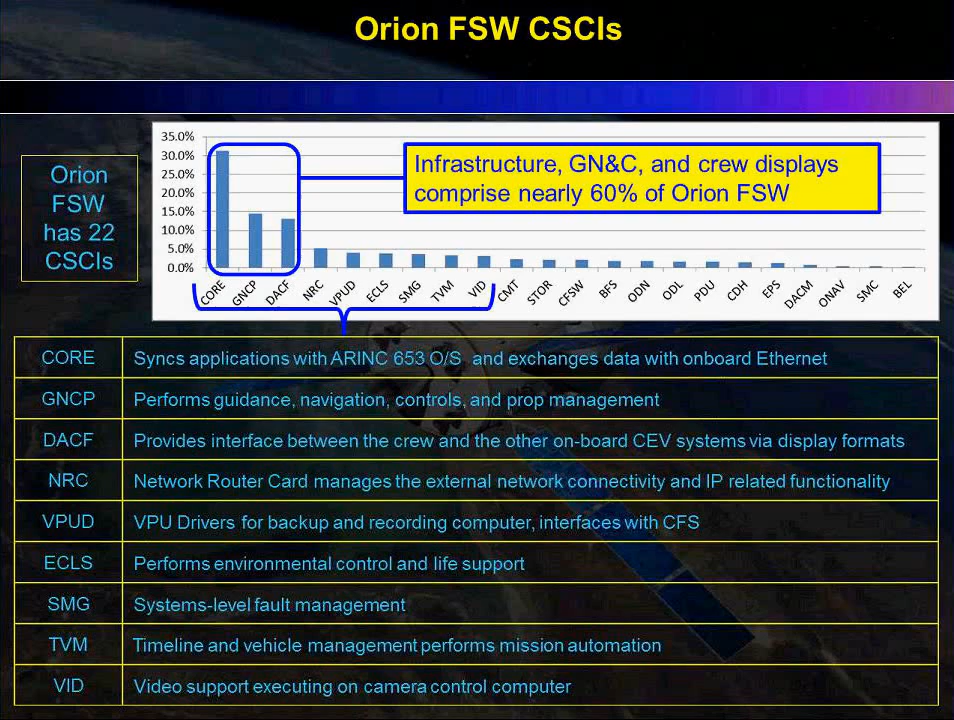 Orion FSW CSCIs
Orion
FSW
has 22
CSCIs
35.0%
30.0%
25.0%
20.0%
15.0%
10.0%
5.0%
0.0%
Infrastructure, GN&C, and crew displays
comprise nearly 60% of Orion FSW
CORE GNCP DACF NRC VPUD ECLS SMG TVM VID CMT STOR CFSW BFS ODN ODL PDU CDH EPS DACM ONAV SMC BEL
CORE Syncs applications with ARINC 653 O/S and exchanges data with onboard Ethernet
GNCP Performs guidance, navigation, controls, and prop management
DACF Provides interface between the crew and the other on-board CEV systems via display formats
NRC Network Router Card manages the external network connectivity and IP related functionality
VPUD VPU Drivers for backup and recording computer, interfaces with CFS
ECLS Performs environmental control and life support
SMG Systems-level fault management
TVM Timeline and vehicle management performs mission automation
VID Video support executing on camera control computer